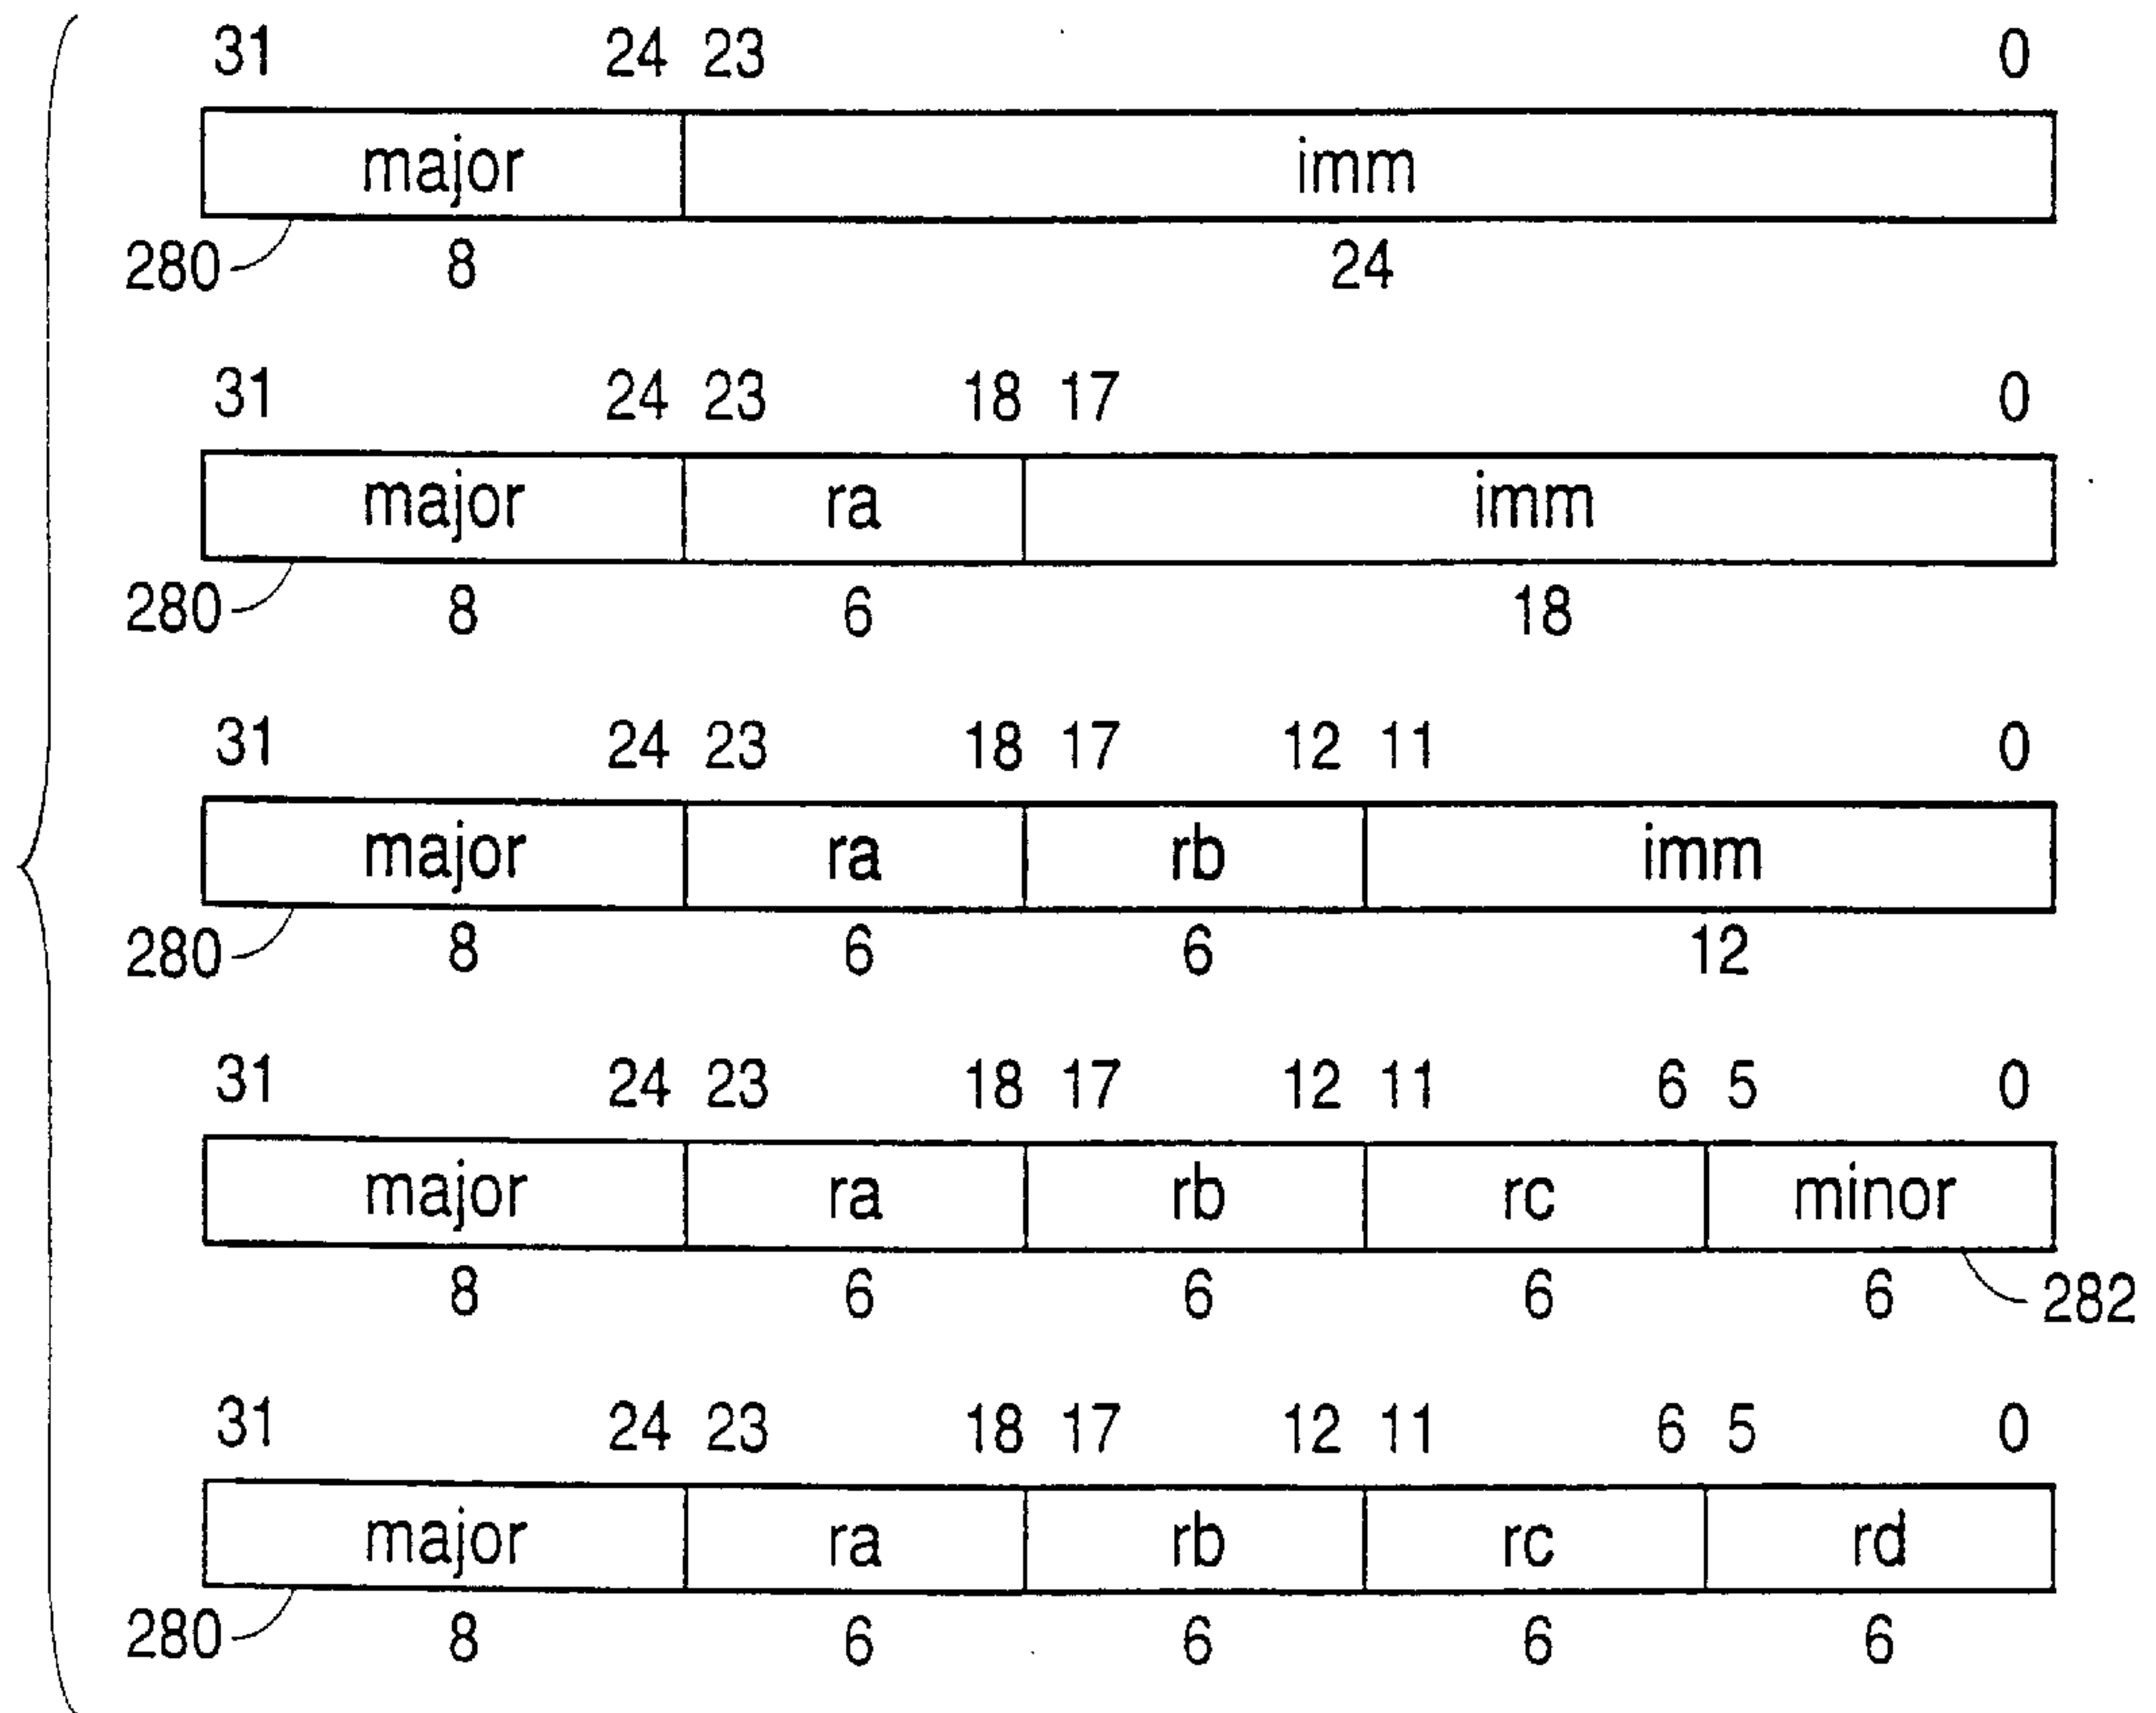 31 24 23 0
major imm
280 8 24
31 24 23 18 17 0
major ra imm
280 8 6 18
31 24 23 18 17 12 11 0
major ra rb imm
280 8 6 6 12
31 24 23 18 17 12 11 6 5 0
major ra rb rc minor
8 6 6 6 6 282
31 24 23 18 17 12 11 6 5 0
major ra rb rc rd
280 8 6 6 6 6